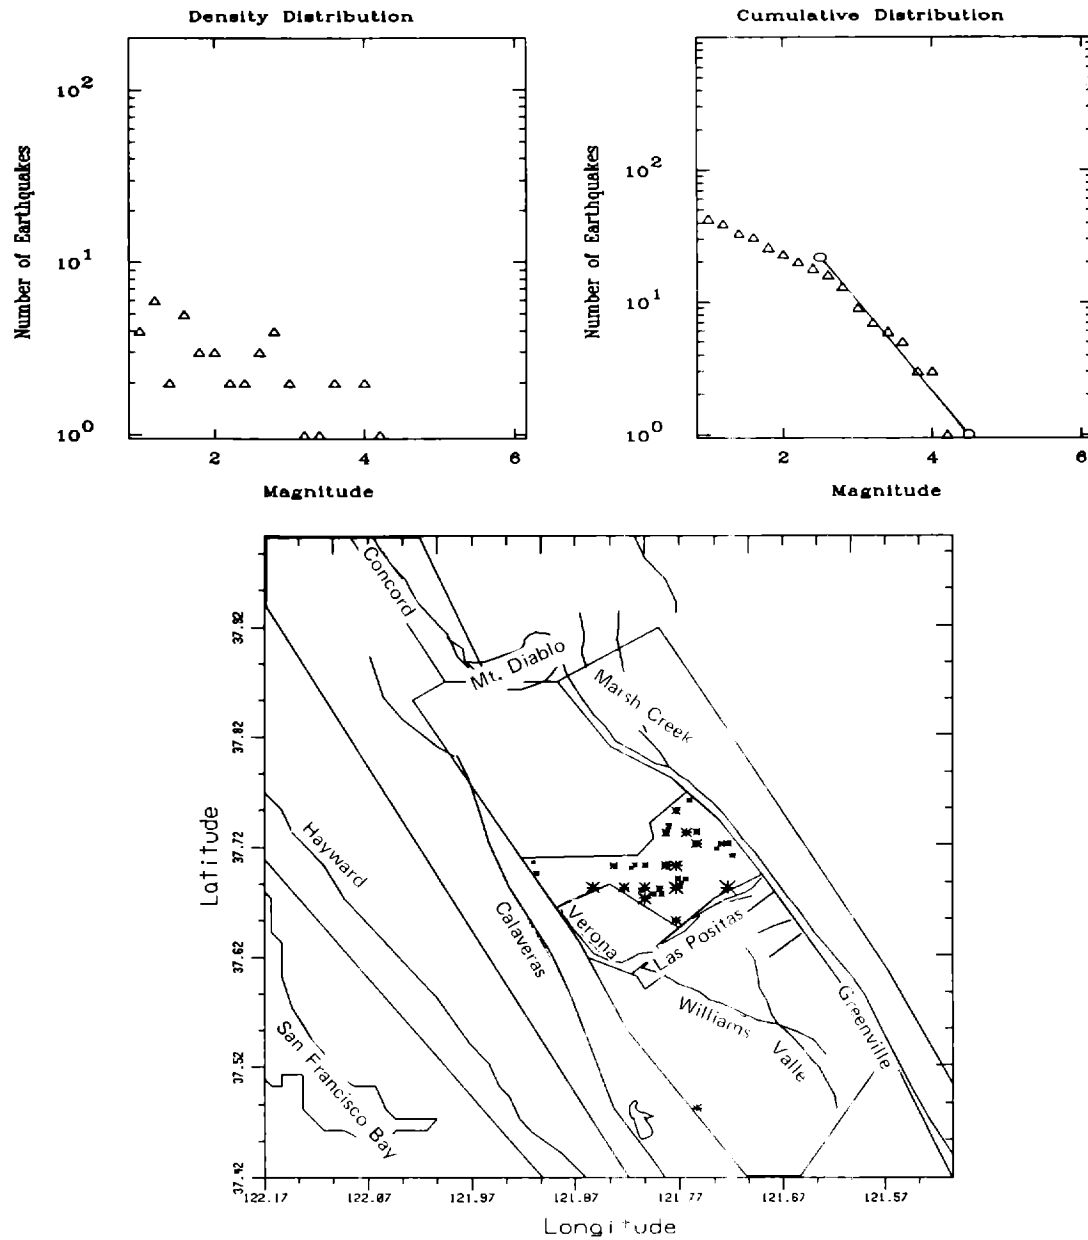 Density Distribution
Cumulative Distribution
Number of Earthquakes
10^2
10^1
10^0
2
4
6
Magnitude
Number of Earthquakes
10^2
10^1
10^0
2
4
6
Magnitude
Latitude
37.92
37.82
37.72
37.62
37.52
37.42
122.17
122.07
121.97
121.87
121.77
121.67
121.57
Longitude
Concord
Mt. Diablo
Marsh Creek
Hayward
Calaveras
Verona
Las Positas
Williams
Valle
Greenville
San Francisco Bay